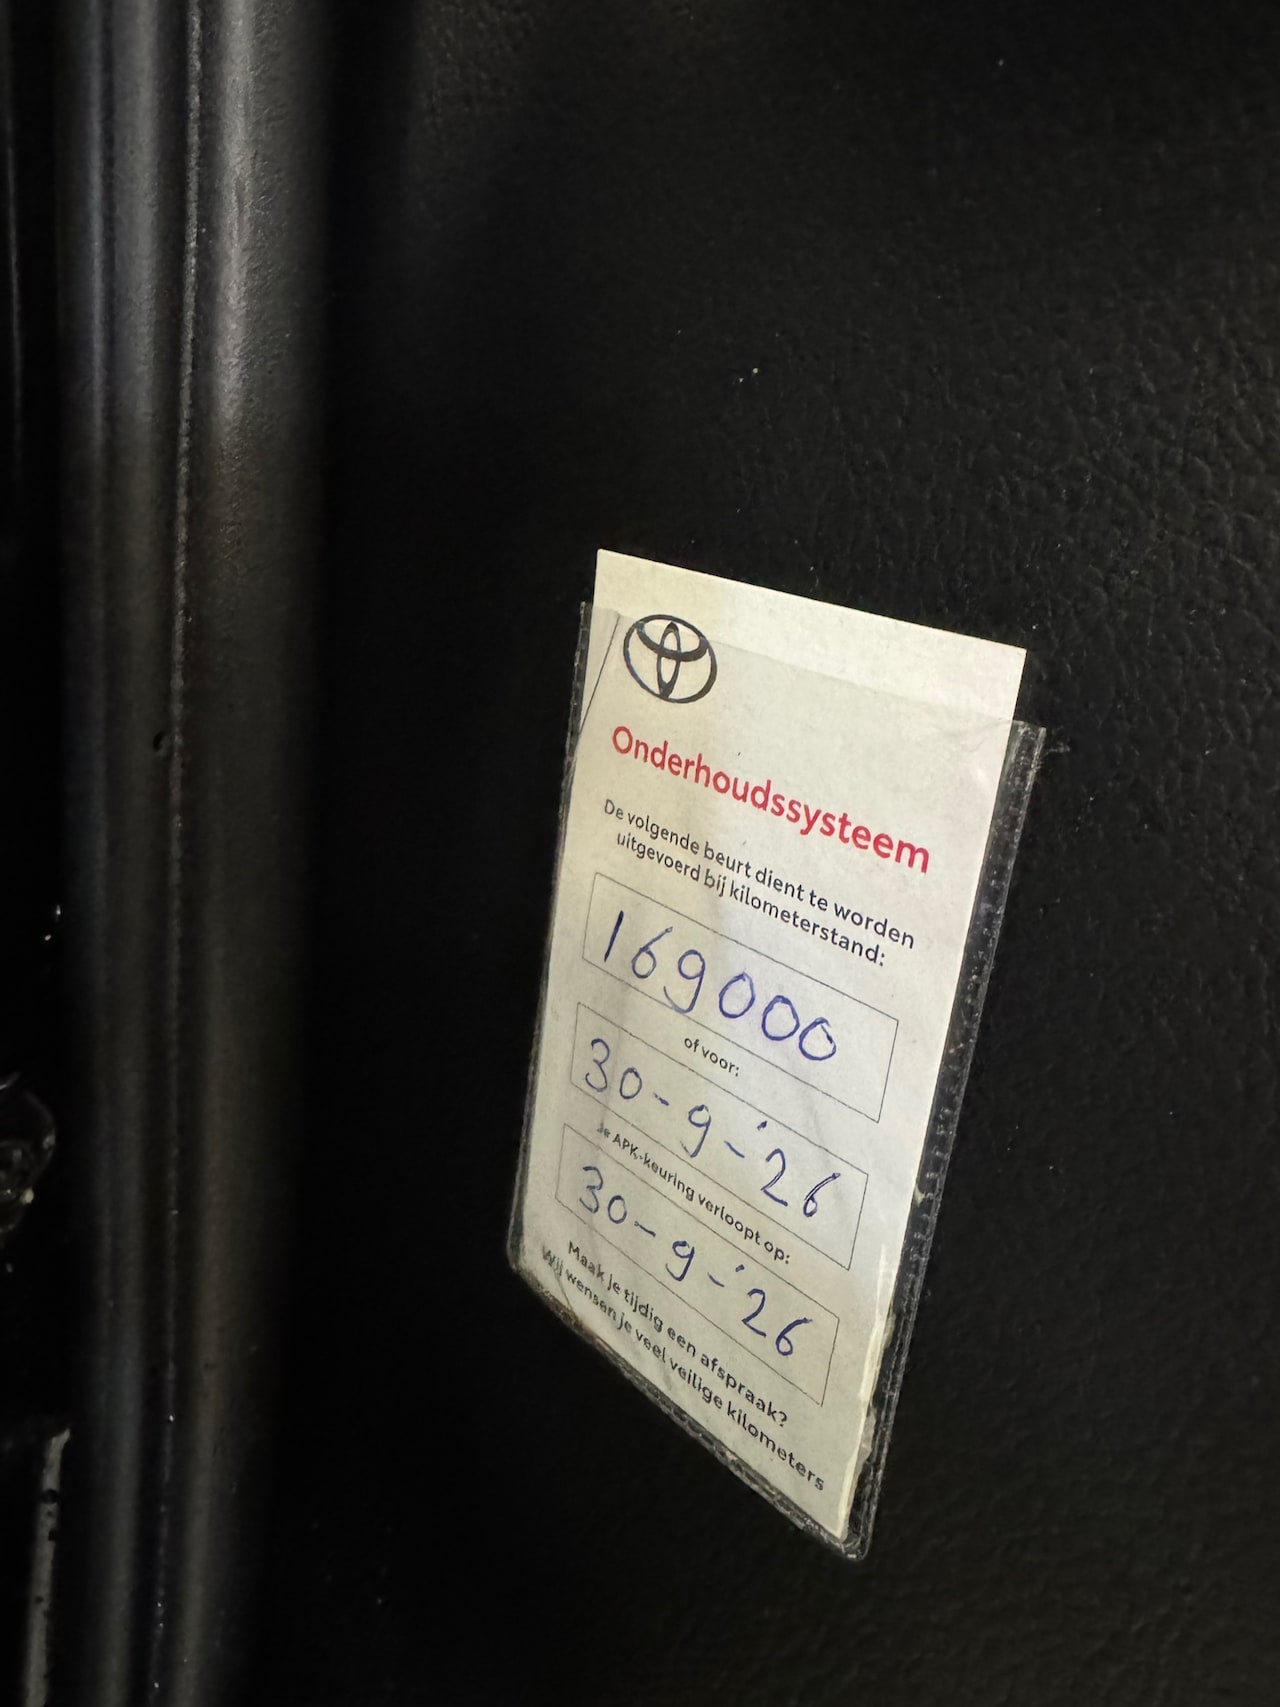 Onderhoudssysteem
De volgende beurt dient te worden
uitgevoerd bij kilometerstand:
169000
of voor:
30-9-'26
Je APK-keuring verloopt op:
30-9-'26
Maak je tijdig een afspraak?
Wij wensen je veel veilige kilometers